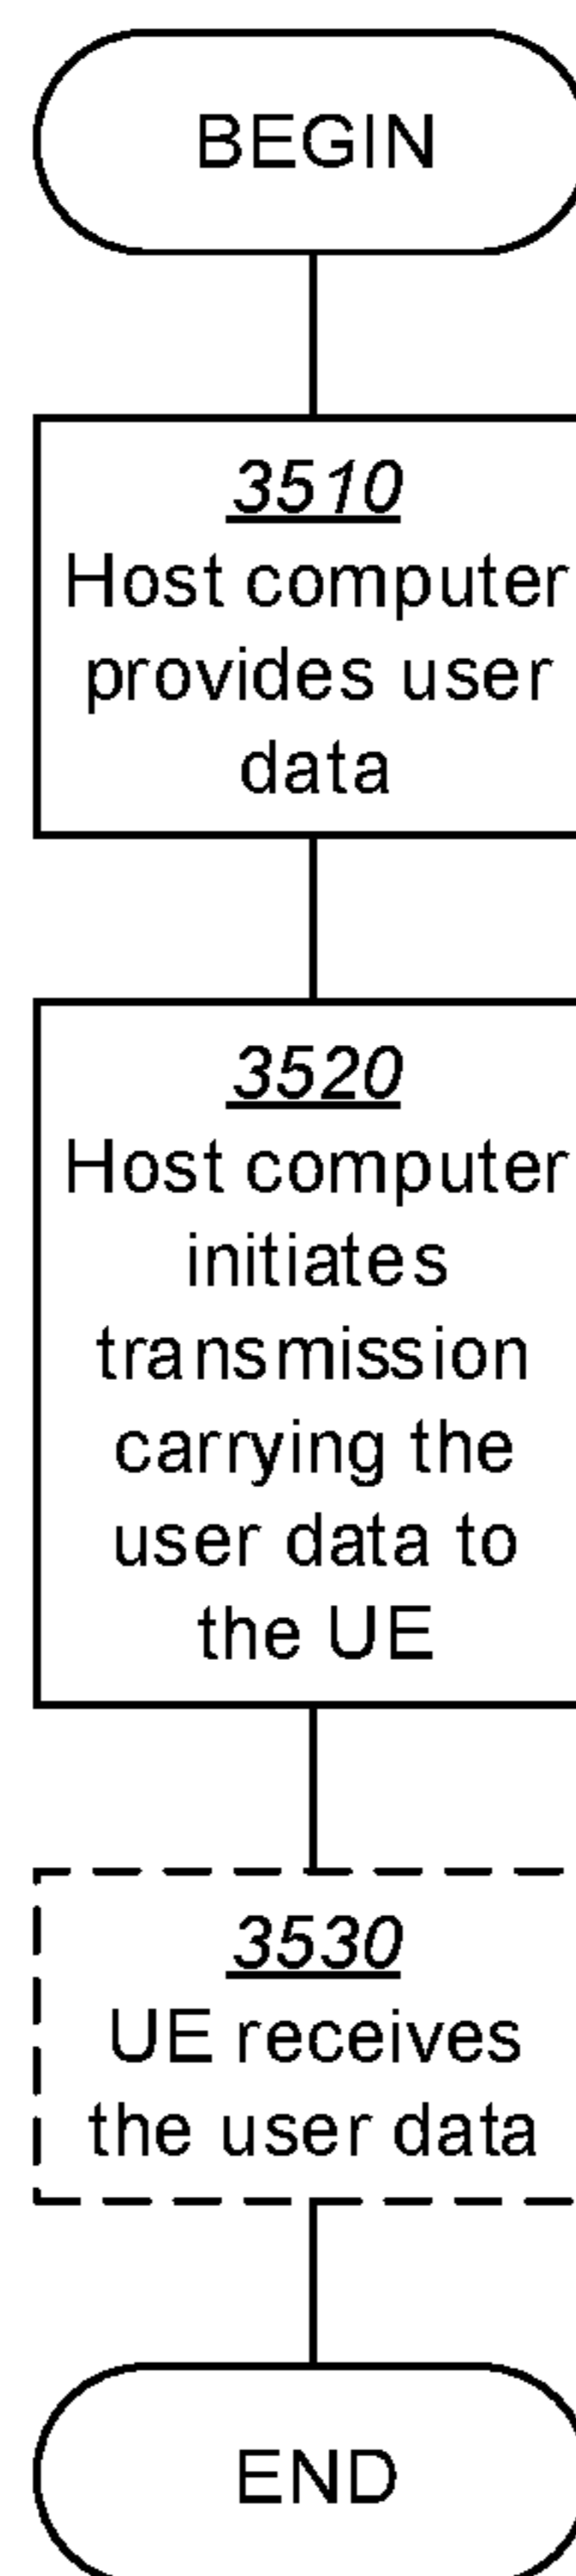 BEGIN
3510
Host computer
provides user
data
3520
Host computer
initiates
transmission
carrying the
user data to
the UE
3530
UE receives
the user data
END